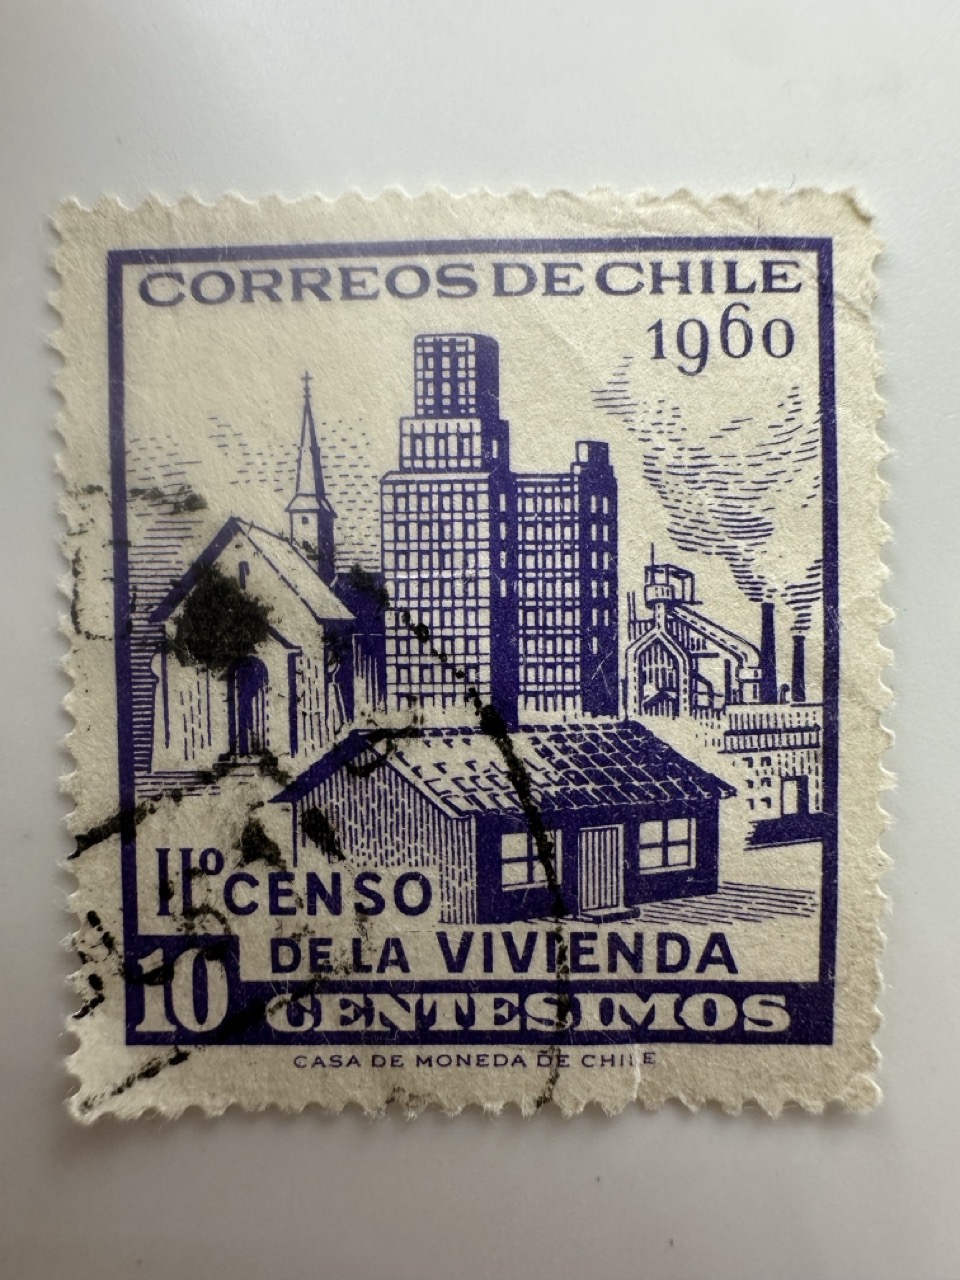 CORREOS DE CHILE
1960
IIº CENSO
DE LA VIVIENDA
10 CENTESIMOS
CASA DE MONEDA DE CHILE